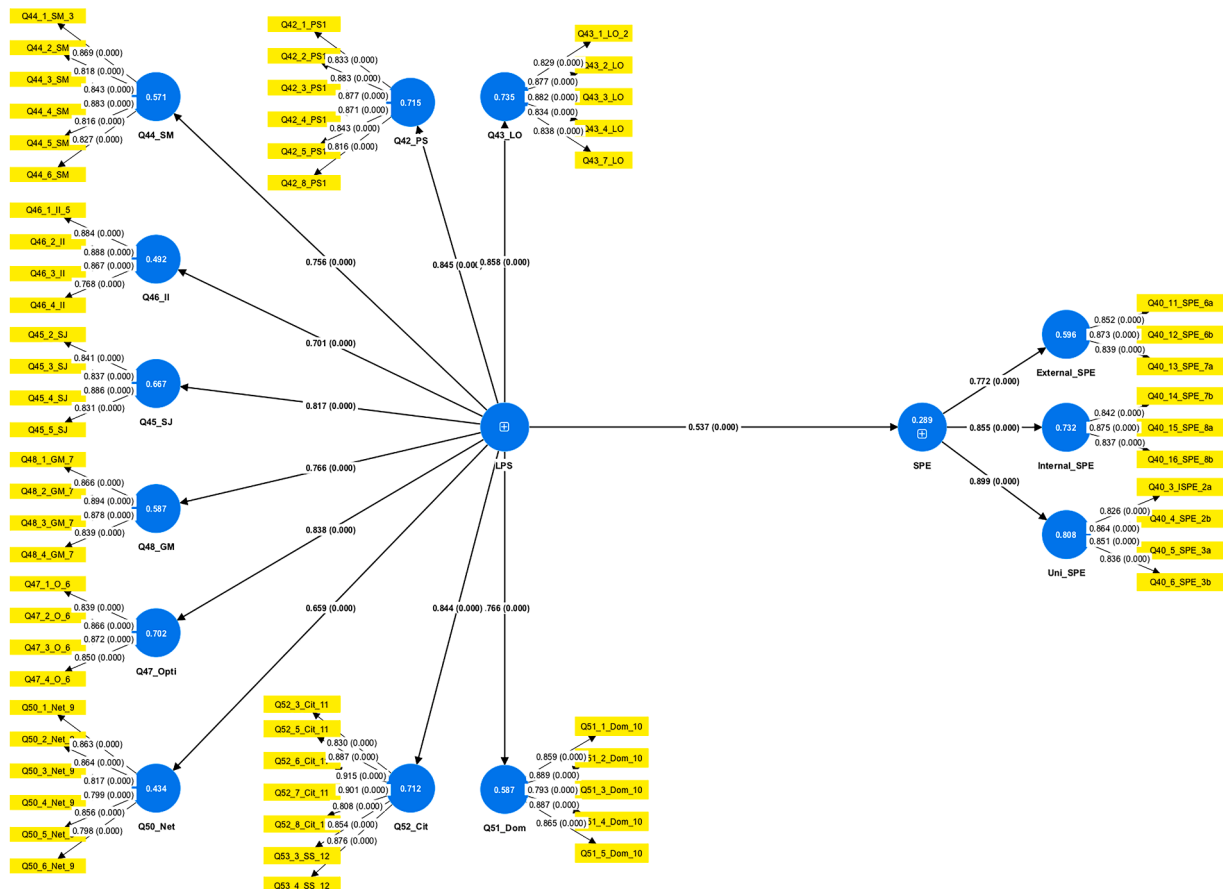 Q44_1_SM_3
Q44_2_SM
Q44_3_SM
Q44_4_SM
Q44_5_SM
Q44_6_SM
0.869 (0.000)
0.818 (0.000)
0.843 (0.000)
0.883 (0.000)
0.816 (0.000)
0.827 (0.000)
0.571
Q44_SM
Q42_1_PS1
Q42_2_PS1
Q42_3_PS1
Q42_4_PS1
Q42_5_PS1
Q42_8_PS1
0.833 (0.000)
0.883 (0.000)
0.877 (0.000)
0.871 (0.000)
0.843 (0.000)
0.816 (0.000)
0.715
Q42_PS
0.735
Q43_LO
0.829 (0.000)
0.877 (0.000)
0.882 (0.000)
0.834 (0.000)
0.838 (0.000)
Q43_1_LO_2
Q43_2_LO
Q43_3_LO
Q43_4_LO
Q43_7_LO
Q46_1_II_5
Q46_2_II
Q46_3_II
Q46_4_II
0.884 (0.000)
0.888 (0.000)
0.867 (0.000)
0.768 (0.000)
0.492
Q46_II
0.756 (0.000)
0.845 (0.000)
0.858 (0.000)
0.701 (0.000)
Q45_2_SJ
Q45_3_SJ
Q45_4_SJ
Q45_5_SJ
0.841 (0.000)
0.837 (0.000)
0.886 (0.000)
0.831 (0.000)
0.667
Q45_SJ
0.817 (0.000)
Q48_1_GM_7
Q48_2_GM_7
Q48_3_GM_7
Q48_4_GM_7
0.866 (0.000)
0.894 (0.000)
0.878 (0.000)
0.839 (0.000)
0.587
Q48_GM
0.766 (0.000)
LPS
0.537 (0.000)
0.289
SPE
0.772 (0.000)
0.855 (0.000)
0.899 (0.000)
0.596
External_SPE
0.852 (0.000)
0.873 (0.000)
0.839 (0.000)
Q40_11_SPE_6a
Q40_12_SPE_6b
Q40_13_SPE_7a
0.732
Internal_SPE
0.842 (0.000)
0.875 (0.000)
0.837 (0.000)
Q40_14_SPE_7b
Q40_15_SPE_8a
Q40_16_SPE_8b
0.808
Uni_SPE
0.826 (0.000)
0.864 (0.000)
0.851 (0.000)
0.836 (0.000)
Q40_3_ISPE_2a
Q40_4_SPE_2b
Q40_5_SPE_3a
Q40_6_SPE_3b
Q47_1_O_6
Q47_2_O_6
Q47_3_O_6
Q47_4_O_6
0.839 (0.000)
0.866 (0.000)
0.872 (0.000)
0.850 (0.000)
0.702
Q47_Opti
0.838 (0.000)
0.659 (0.000)
0.844 (0.000)
.766 (0.000)
Q50_1_Net_9
Q50_2_Net_9
Q50_3_Net_9
Q50_4_Net_9
Q50_5_Net_
Q50_6_Net_9
0.863 (0.000)
0.864 (0.000)
0.817 (0.000)
0.799 (0.000)
0.856 (0.000)
0.798 (0.000)
0.434
Q50_Net
Q52_3_Cit_11
Q52_5_Cit_11
Q52_6_Cit_1
Q52_7_Cit_11
Q52_8_Cit_1
Q53_3_SS_12
Q53_4_SS_12
0.830 (0.000)
0.887 (0.000)
0.915 (0.000)
0.901 (0.000)
0.808 (0.000)
0.854 (0.000)
0.876 (0.000)
0.712
Q52_Cit
0.587
Q51_Dom
0.859 (0.000)
0.889 (0.000)
0.793 (0.000)
0.887 (0.000)
0.865 (0.000)
Q51_1_Dom_10
51_2_Dom_10
Q51_3_Dom_10
51_4_Dom_10
Q51_5_Dom_10